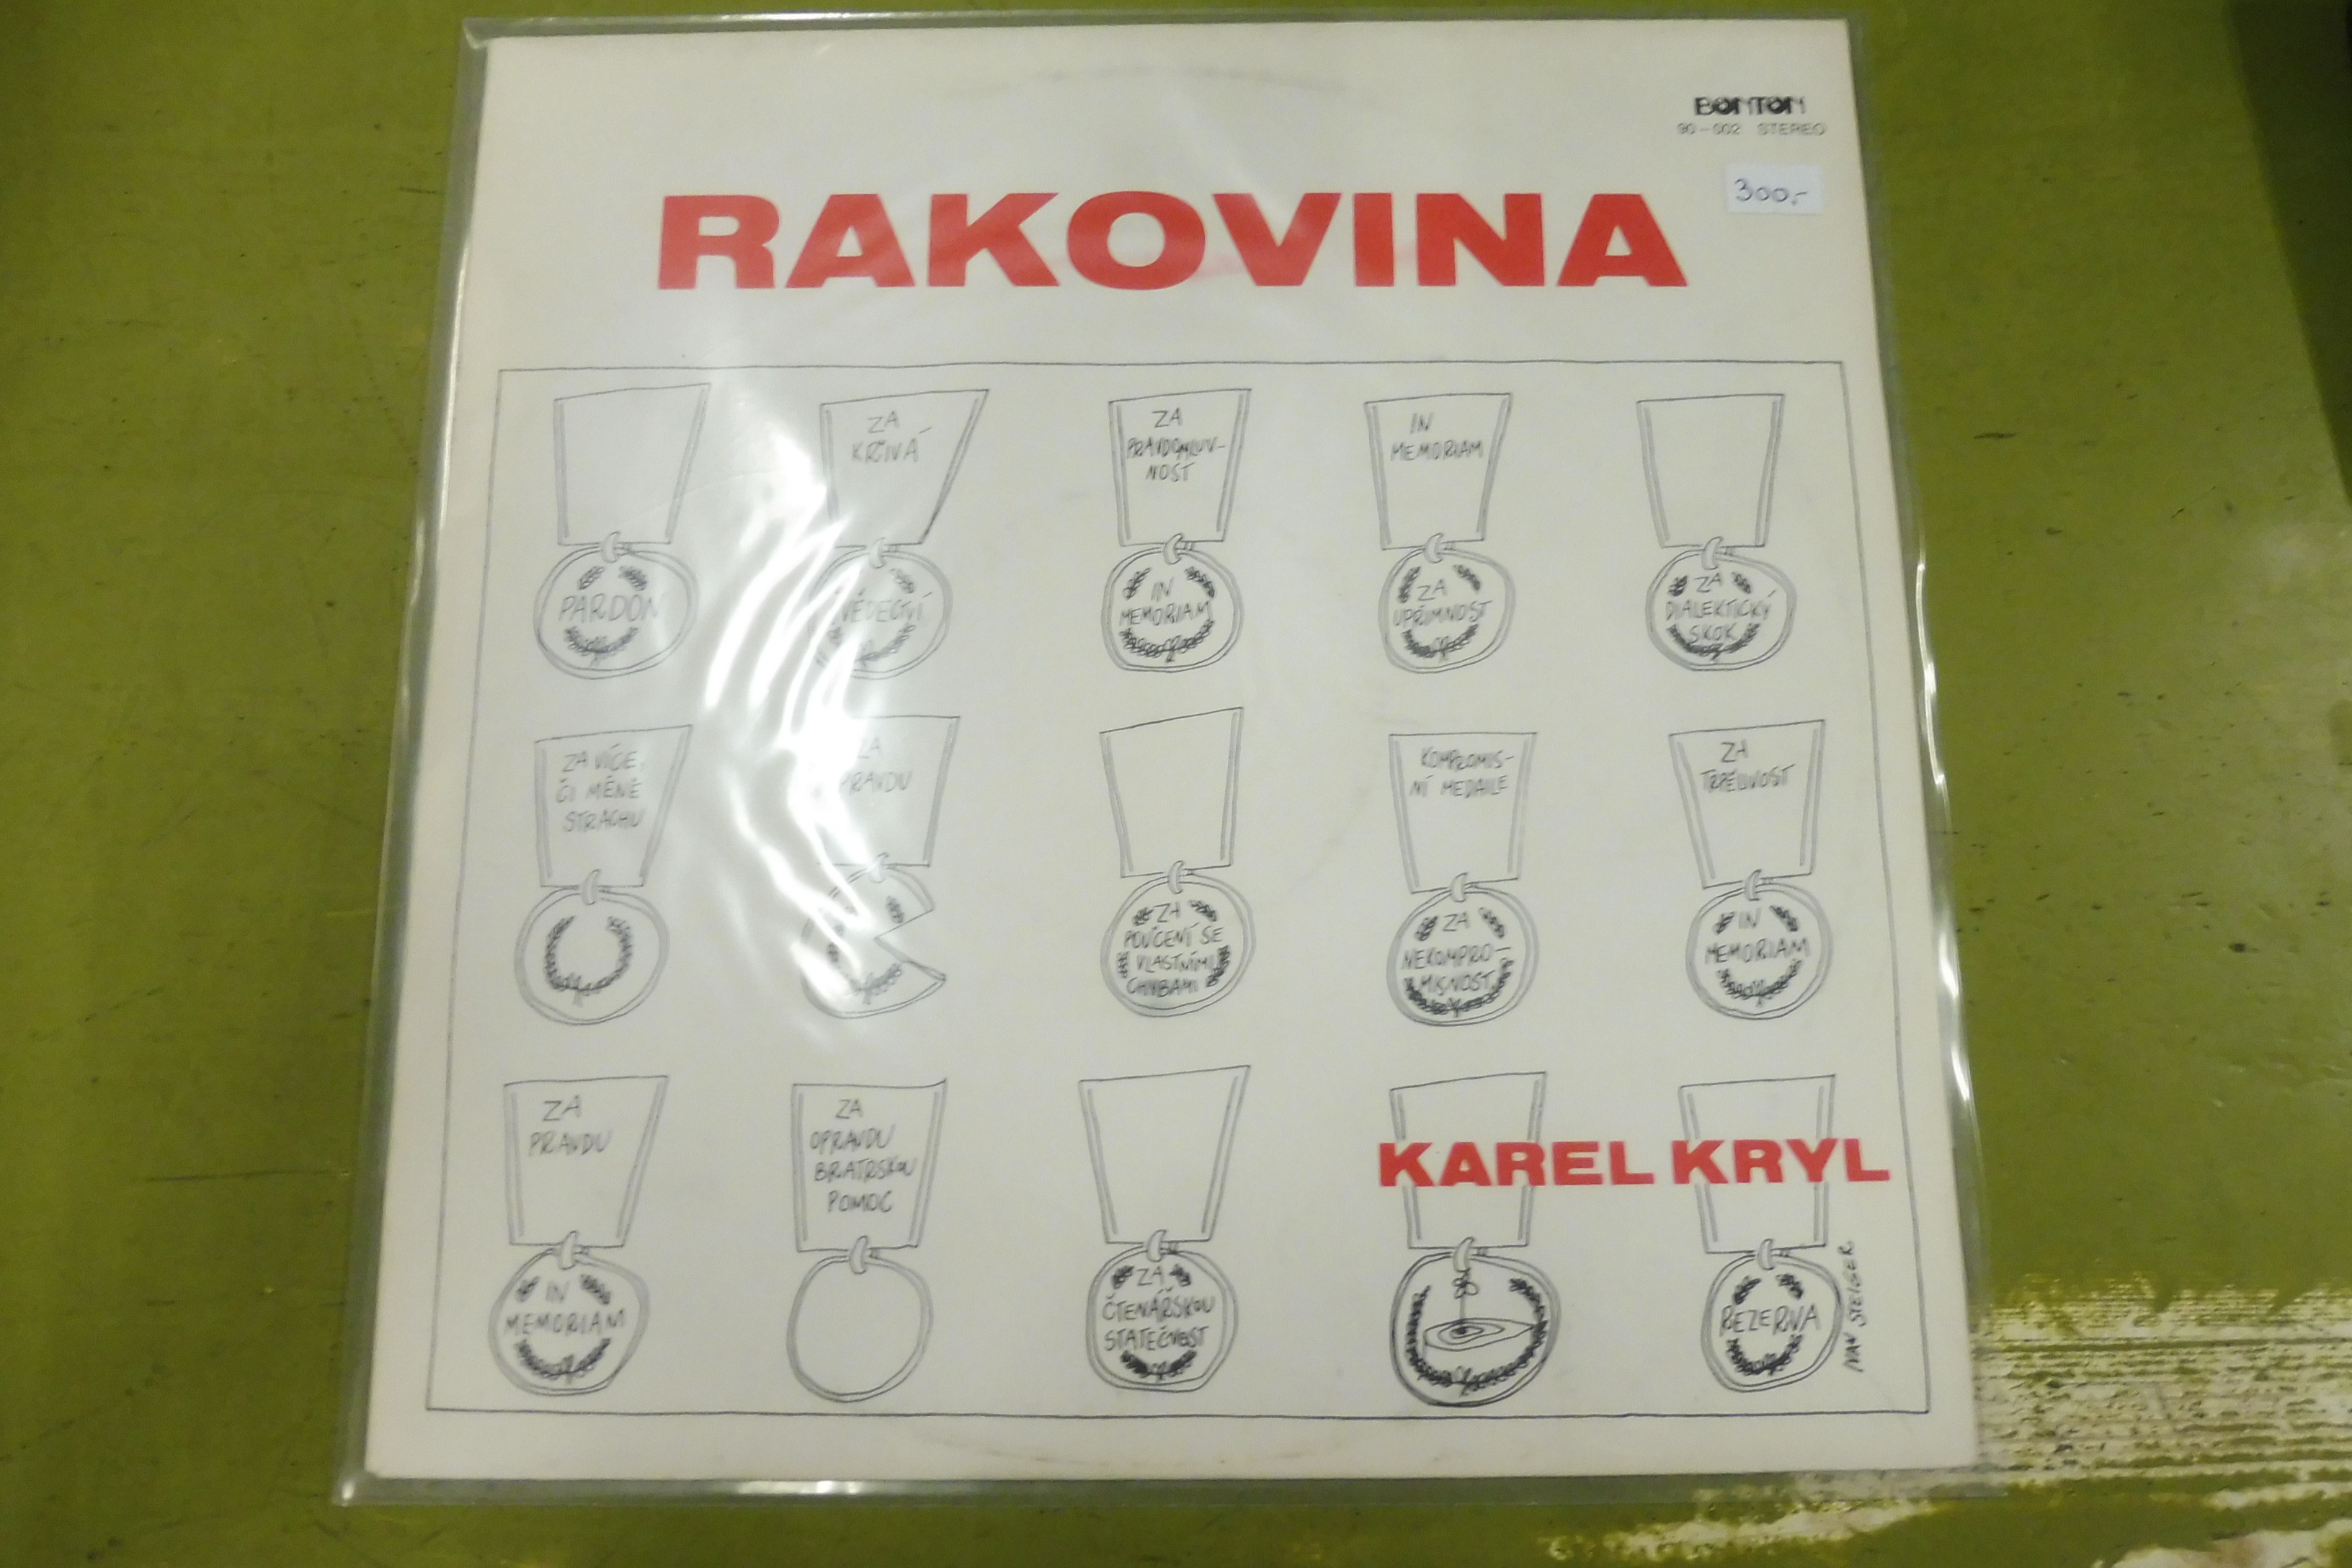 BONTON
90-002 STEREO
300,-
RAKOVINA
ZA
KŘIVÁ
ZA
PRAVDOMLUV-
NOST
IN
MEMORIAM
PARDON
IN
MEMORIAM
ZA
UPŘÍMNOST
ZA
DIALEKTICKÝ
SKOK
ZA VÍCE
ČI MÉNĚ
STRACHU
ZA
PRAVDU
KOMPROMIS-
NÍ MEDAILE
ZA
TRPĚLIVOST
ZA
POUČENÍ SE
VLASTNÍMI
CHYBAMI
ZA
NEKOMPRO-
MISNOST
IN
MEMORIAM
ZA
PRAVDU
ZA
OPRAVDU
BRATRSKOU
POMOC
KAREL KRYL
IN
MEMORIAM
ZA
ČTENÁŘSKOU
STATEČNOST
REZERVA
IVAN STEIGER